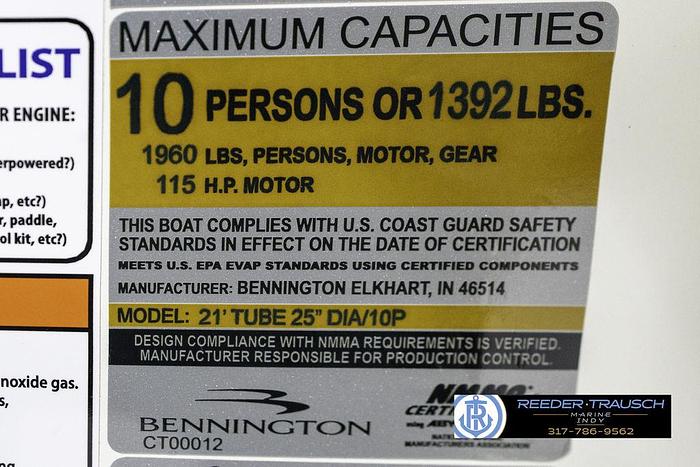 MAXIMUM CAPACITIES
10 PERSONS OR 1392 LBS.
1960 LBS, PERSONS, MOTOR, GEAR
115 H.P. MOTOR
THIS BOAT COMPLIES WITH U.S. COAST GUARD SAFETY
STANDARDS IN EFFECT ON THE DATE OF CERTIFICATION
MEETS U.S. EPA EVAP STANDARDS USING CERTIFIED COMPONENTS
MANUFACTURER: BENNINGTON ELKHART, IN 46514
MODEL: 21' TUBE 25" DIA/10P
DESIGN COMPLIANCE WITH NMMA REQUIREMENTS IS VERIFIED.
MANUFACTURER RESPONSIBLE FOR PRODUCTION CONTROL.
BENNINGTON
CT00012
NMMA
MANUFACTURERS ASSOCIATION
LIST
R ENGINE:
erpowered?)
p, etc?)
r, paddle,
ol kit, etc?)
noxide gas.
s,
REEDER-TRAUSCH
MARINE
INDY
317-786-9562